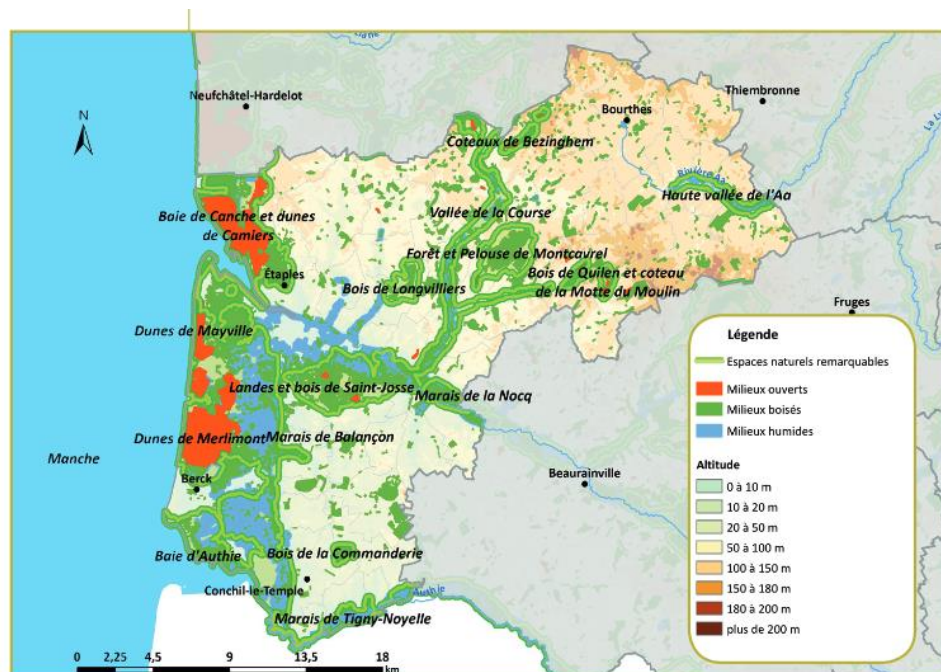 Liane
Neufchâtel-Hardelot
Thiembronne
N
Bourthes
La Lys
Coteaux de Bezinghem
Rivière Aa
Haute vallée de l'Aa
Vallée de la Course
Baie de Canche et dunes
de Camiers
Forêt et Pelouse de Montcavrel
Étaples
Bois de Longvilliers
Bois de Quilen et coteau
de la Motte du Moulin
Fruges
Dunes de Mayville
Landes et bois de Saint-Josse
Marais de la Nocq
Dunes de Merlimont
Marais de Balançon
Manche
Berck
Beaurainville
Baie d'Authie
Bois de la Commanderie
Conchil-le-Temple
Authie
Marais de Tigny-Noyelle
Légende
Espaces naturels remarquables
Milieux ouverts
Milieux boisés
Milieux humides
Altitude
0 à 10 m
10 à 20 m
20 à 50 m
50 à 100 m
100 à 150 m
150 à 180 m
180 à 200 m
plus de 200 m
0 2,25 4,5 9 13,5 18
km